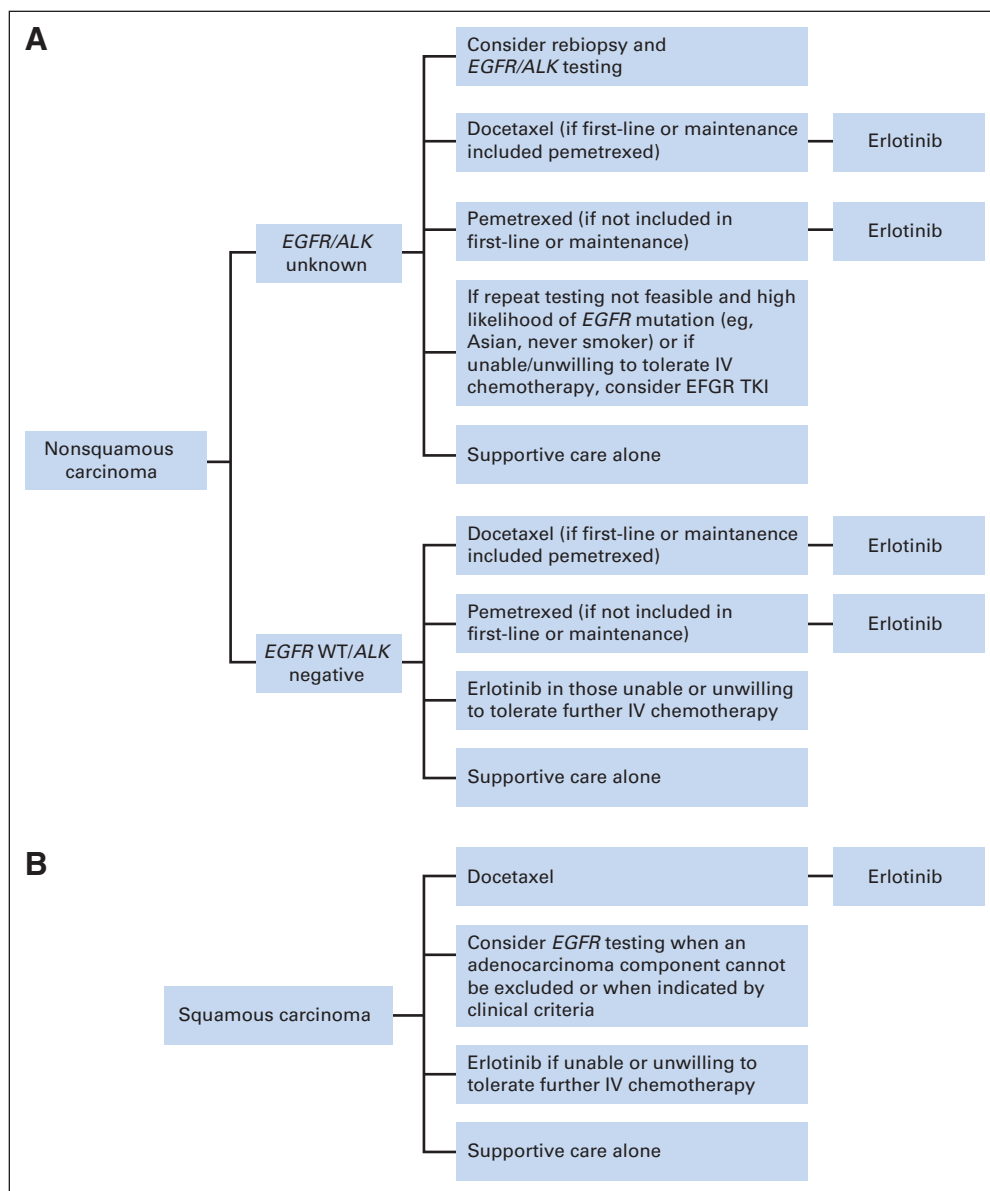 A
Consider rebiopsy and
EGFR/ALK testing
Docetaxel (if first-line or maintenance
included pemetrexed)
Erlotinib
EGFR/ALK
unknown
Pemetrexed (if not included in
first-line or maintenance)
Erlotinib
If repeat testing not feasible and high
likelihood of EGFR mutation (eg,
Asian, never smoker) or if
unable/unwilling to tolerate IV
chemotherapy, consider EFGR TKI
Nonsquamous
carcinoma
Supportive care alone
Docetaxel (if first-line or maintanence
included pemetrexed)
Erlotinib
Pemetrexed (if not included in
first-line or maintenance)
Erlotinib
EGFR WT/ALK
negative
Erlotinib in those unable or unwilling
to tolerate further IV chemotherapy
Supportive care alone
B
Docetaxel
Erlotinib
Consider EGFR testing when an
adenocarcinoma component cannot
be excluded or when indicated by
clinical criteria
Squamous carcinoma
Erlotinib if unable or unwilling to
tolerate further IV chemotherapy
Supportive care alone